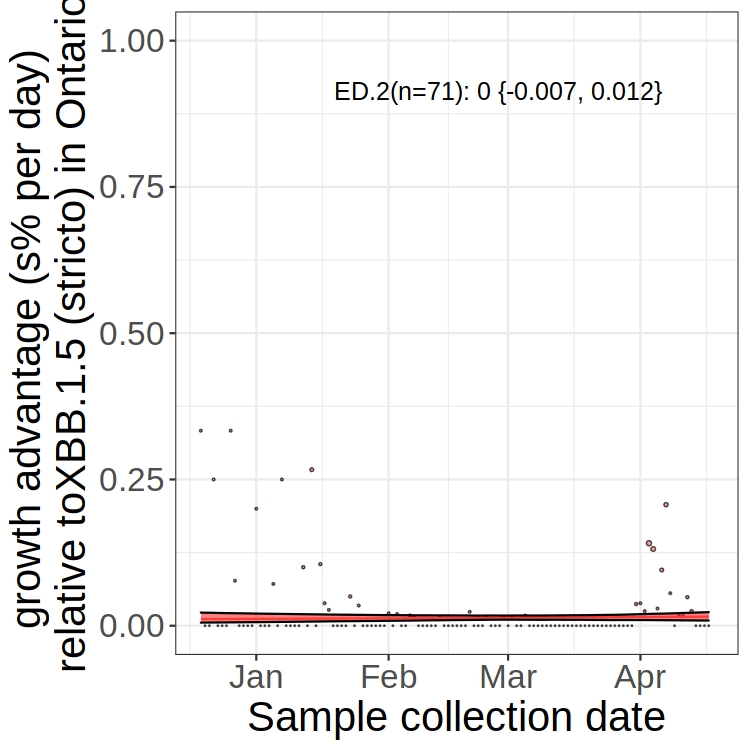 growth advantage (s% per day)
relative toXBB.1.5 (stricto) in Ontario
1.00
0.75
0.50
0.25
0.00
ED.2(n=71): 0 {-0.007, 0.012}
Jan Feb Mar Apr
Sample collection date